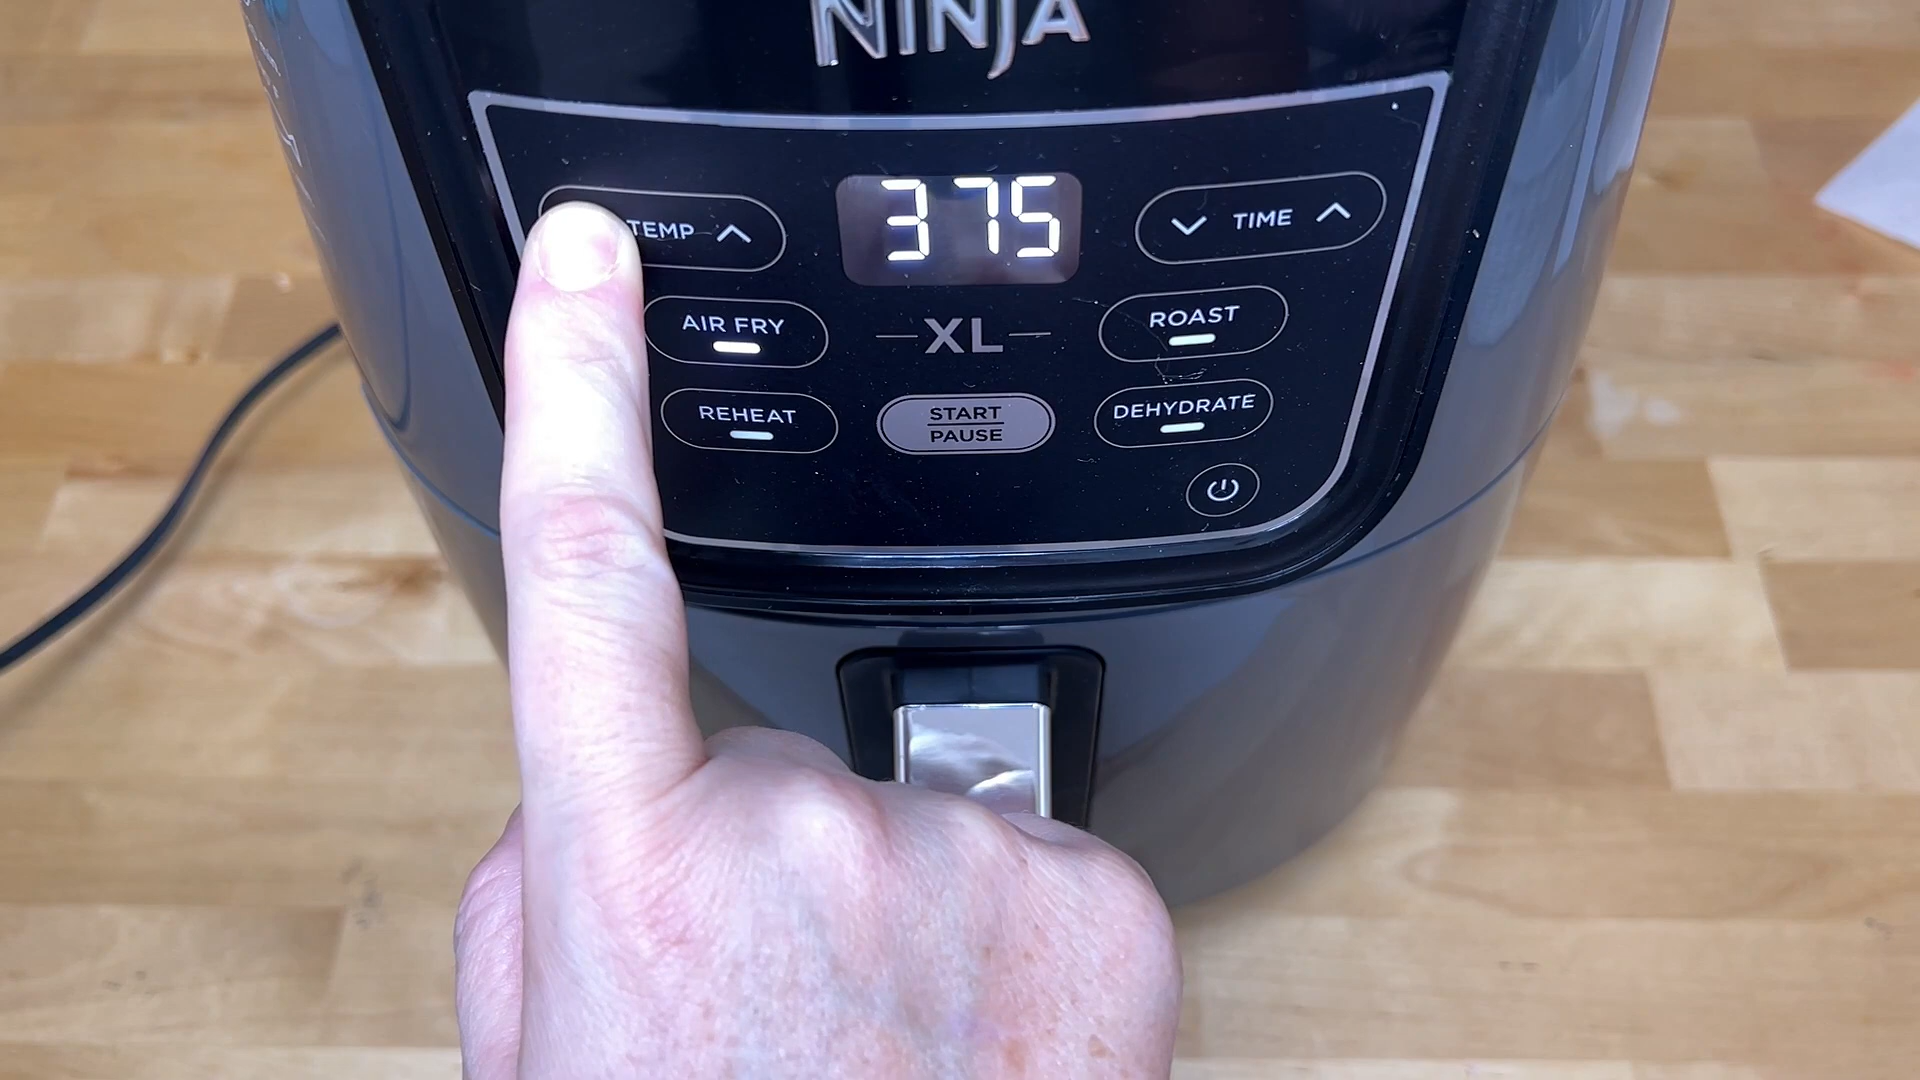 NINJA
TEMP
375
TIME
AIR FRY
XL
ROAST
REHEAT
START
PAUSE
DEHYDRATE